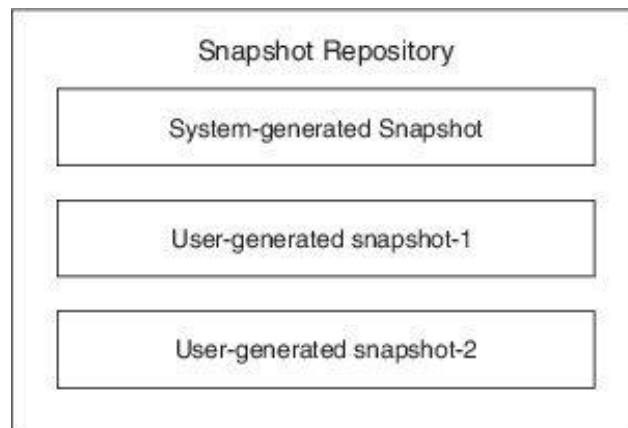 Snapshot Repository
System-generated Snapshot
User-generated snapshot-1
User-generated snapshot-2